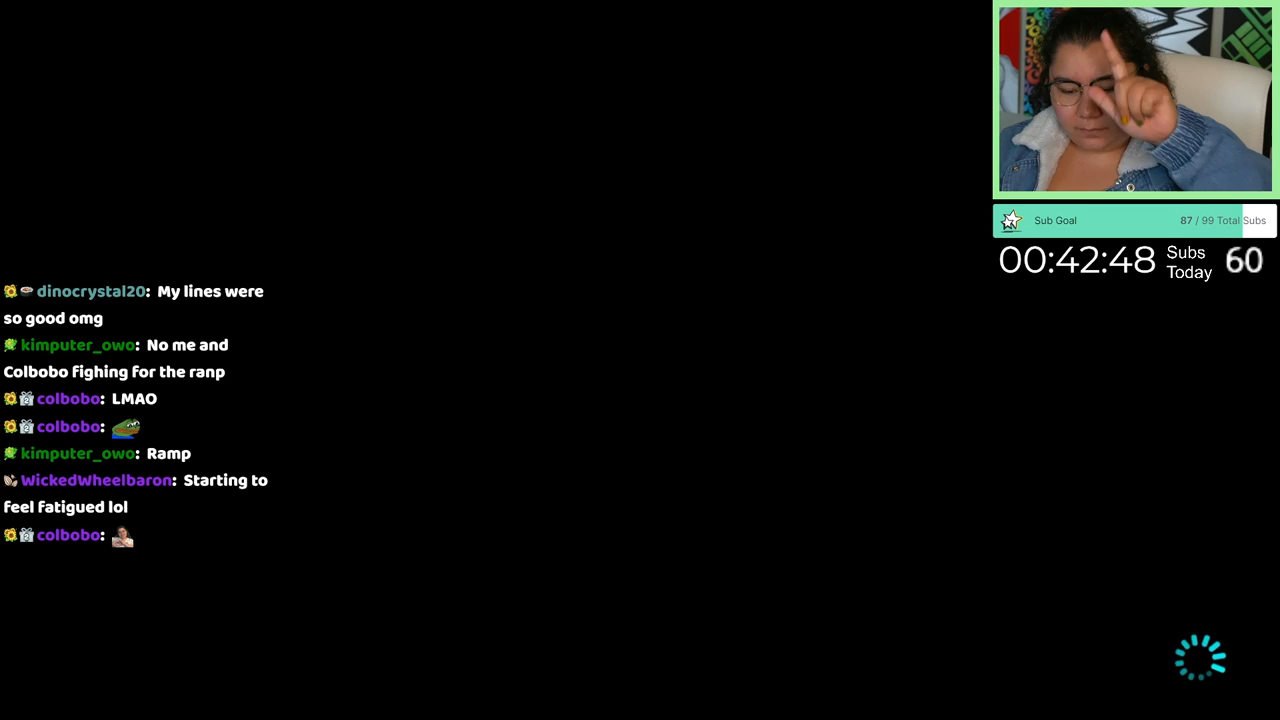 Sub Goal
87 / 99 Total Subs
00:42:48
Subs
Today
60
dinocrystal20: My lines were
so good omg
kimputer_owo: No me and
Colbobo fighing for the ranp
colbobo: LMAO
colbobo:
kimputer_owo: Ramp
WickedWheelbaron: Starting to
feel fatigued lol
colbobo: